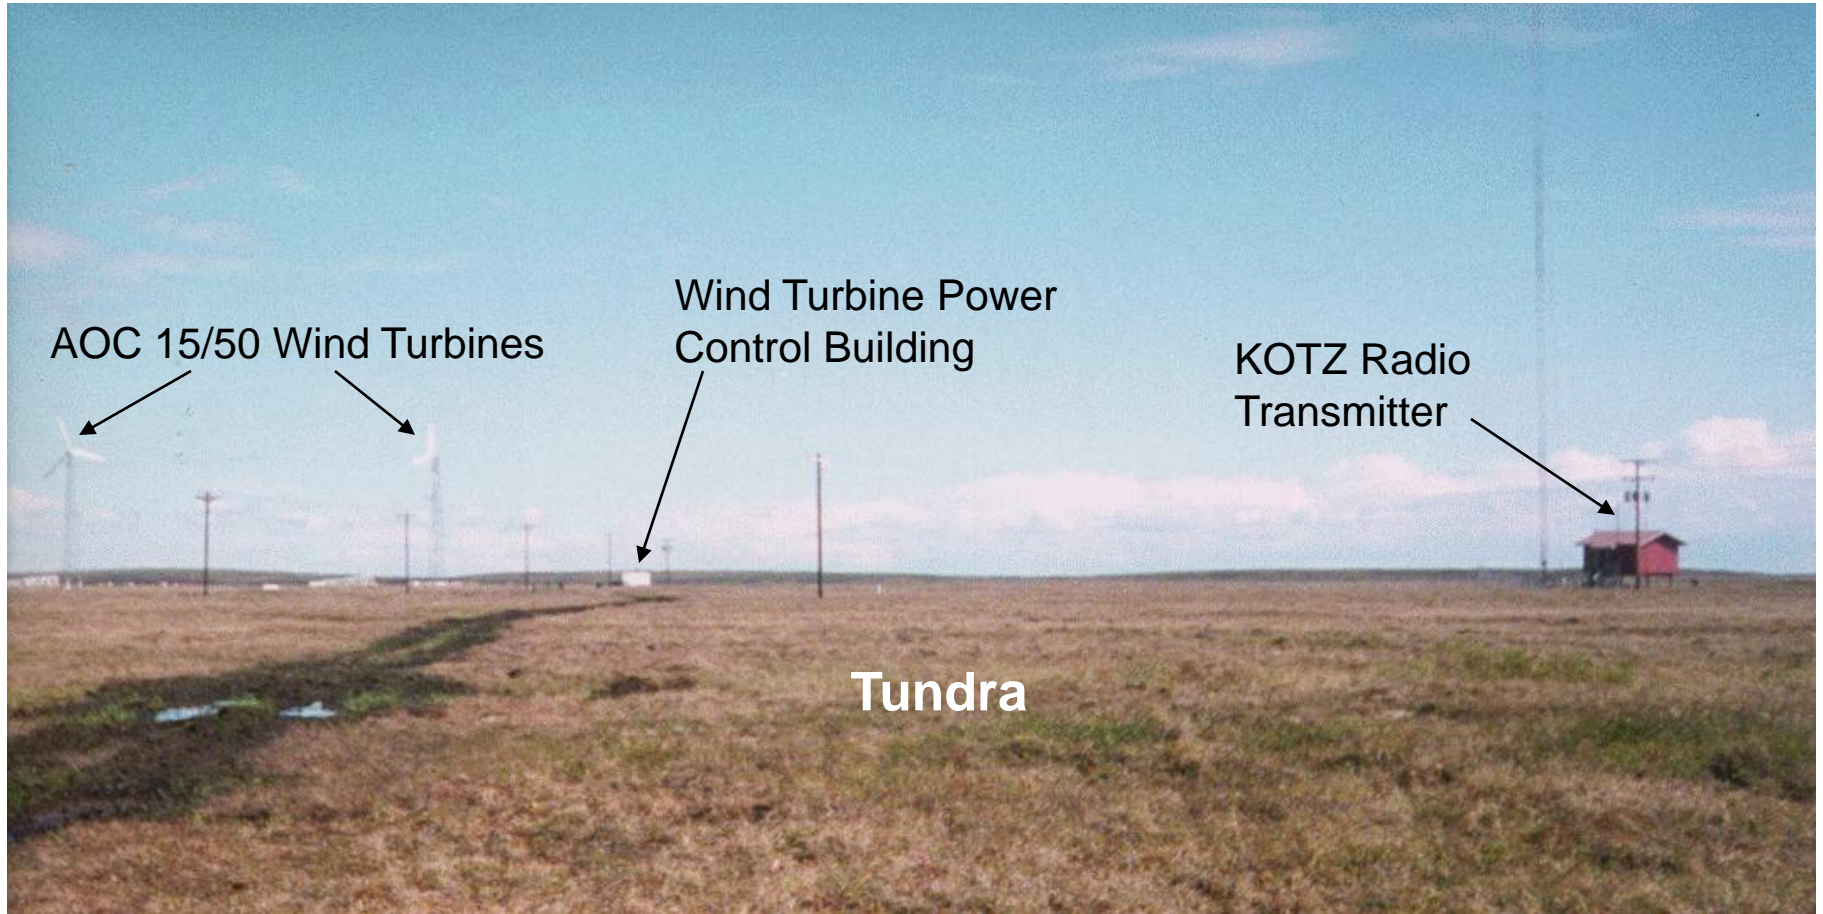 Wind Turbine Power
Control Building
AOC 15/50 Wind Turbines
KOTZ Radio
Transmitter
Tundra